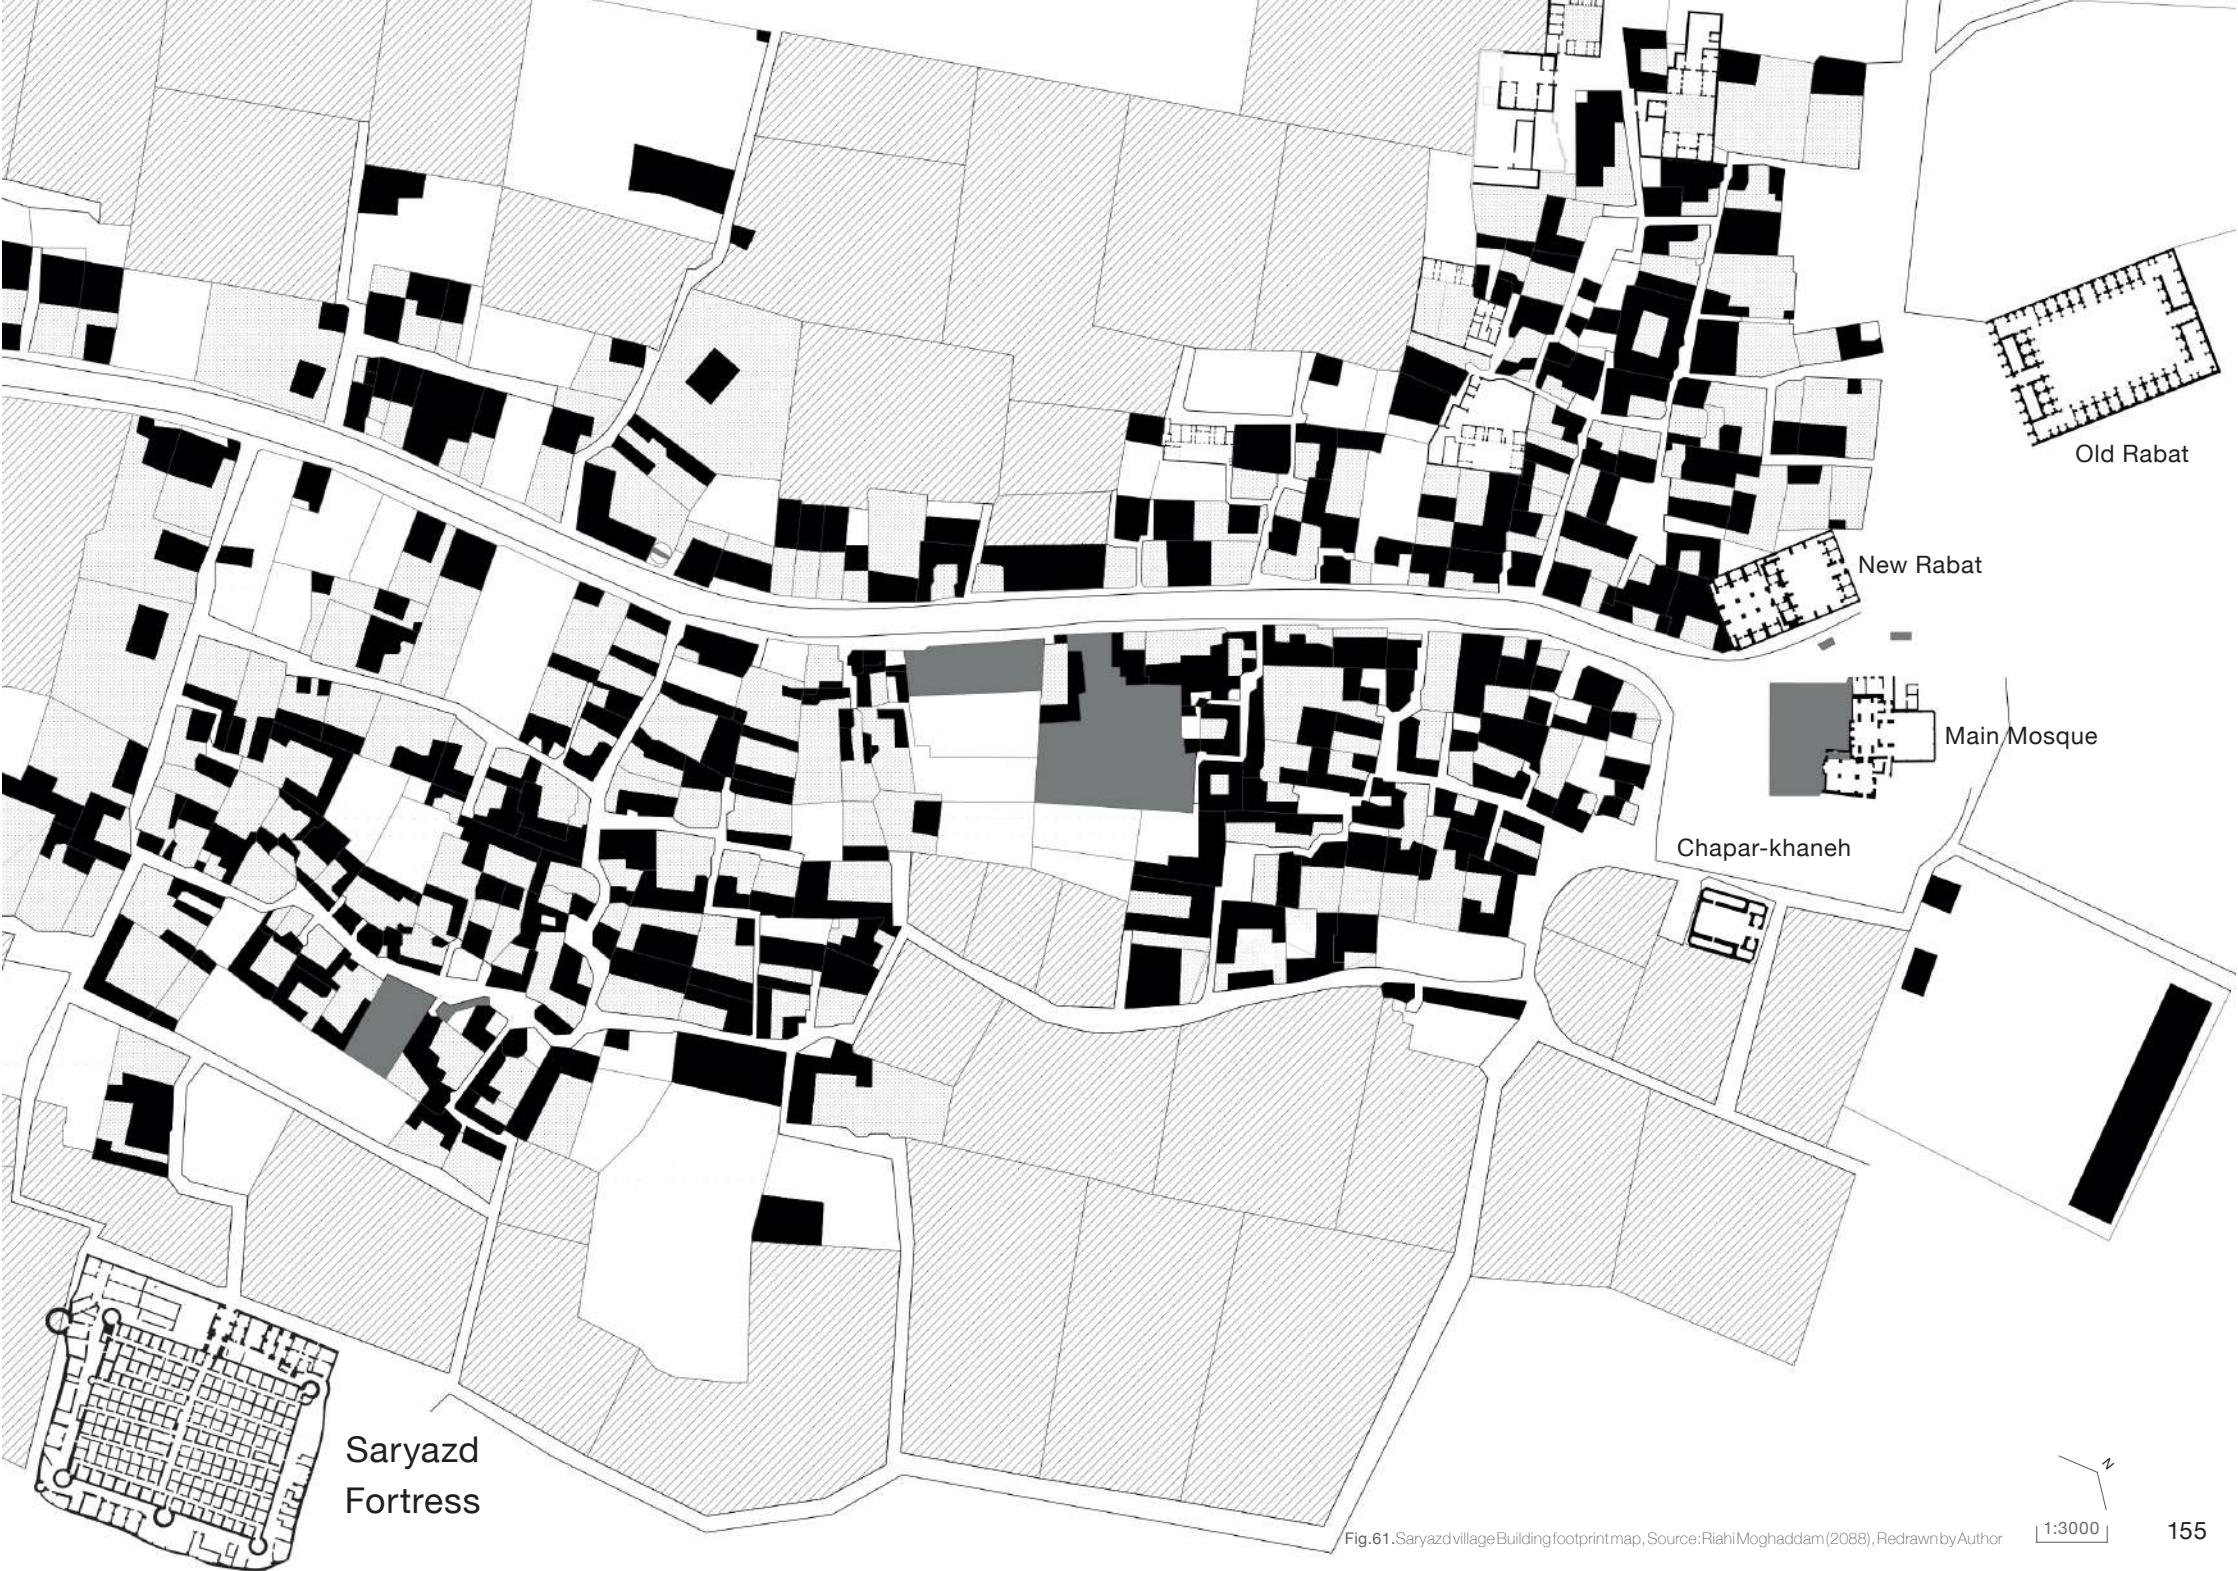 Old Rabat
New Rabat
Main Mosque
Chapar-khaneh
Saryazd
Fortress
N
Fig.61.Saryazd village Building footprint map, Source: Riahi Moghaddam (2088), Redrawn by Author
1:3000
155